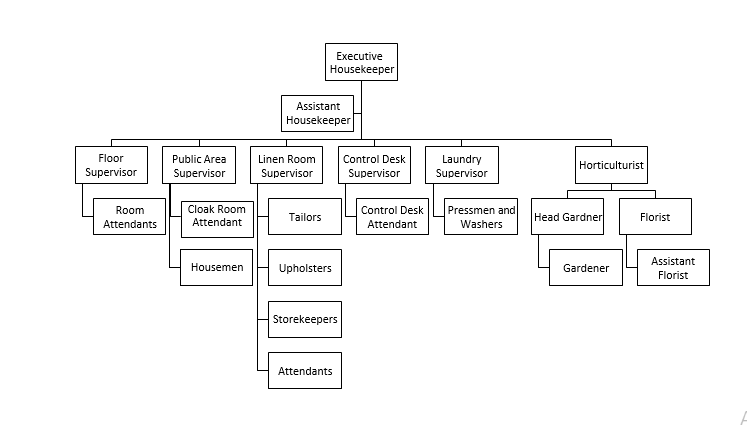 Executive
Housekeeper
Assistant
Housekeeper
Floor
Supervisor
Public Area
Supervisor
Linen Room
Supervisor
Control Desk
Supervisor
Laundry
Supervisor
Horticulturist
Room
Attendants
Cloak Room
Attendant
Tailors
Control Desk
Attendant
Pressmen and
Washers
Head Gardner
Florist
Housemen
Upholsters
Gardener
Assistant
Florist
Storekeepers
Attendants